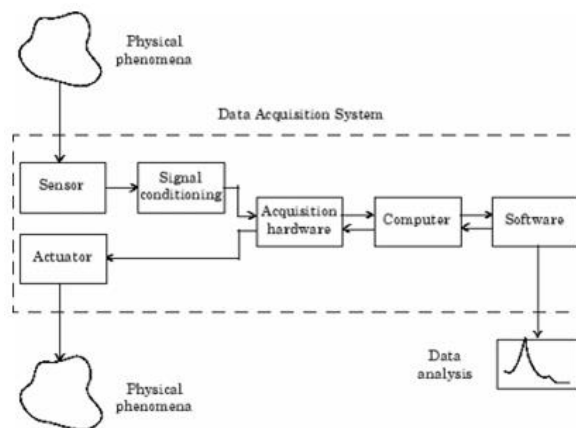 Physical
phenomena
Data Acquisition System
Sensor
Signal
conditioning
Acquisition
hardware
Computer
Software
Actuator
Data
analysis
Physical
phenomena